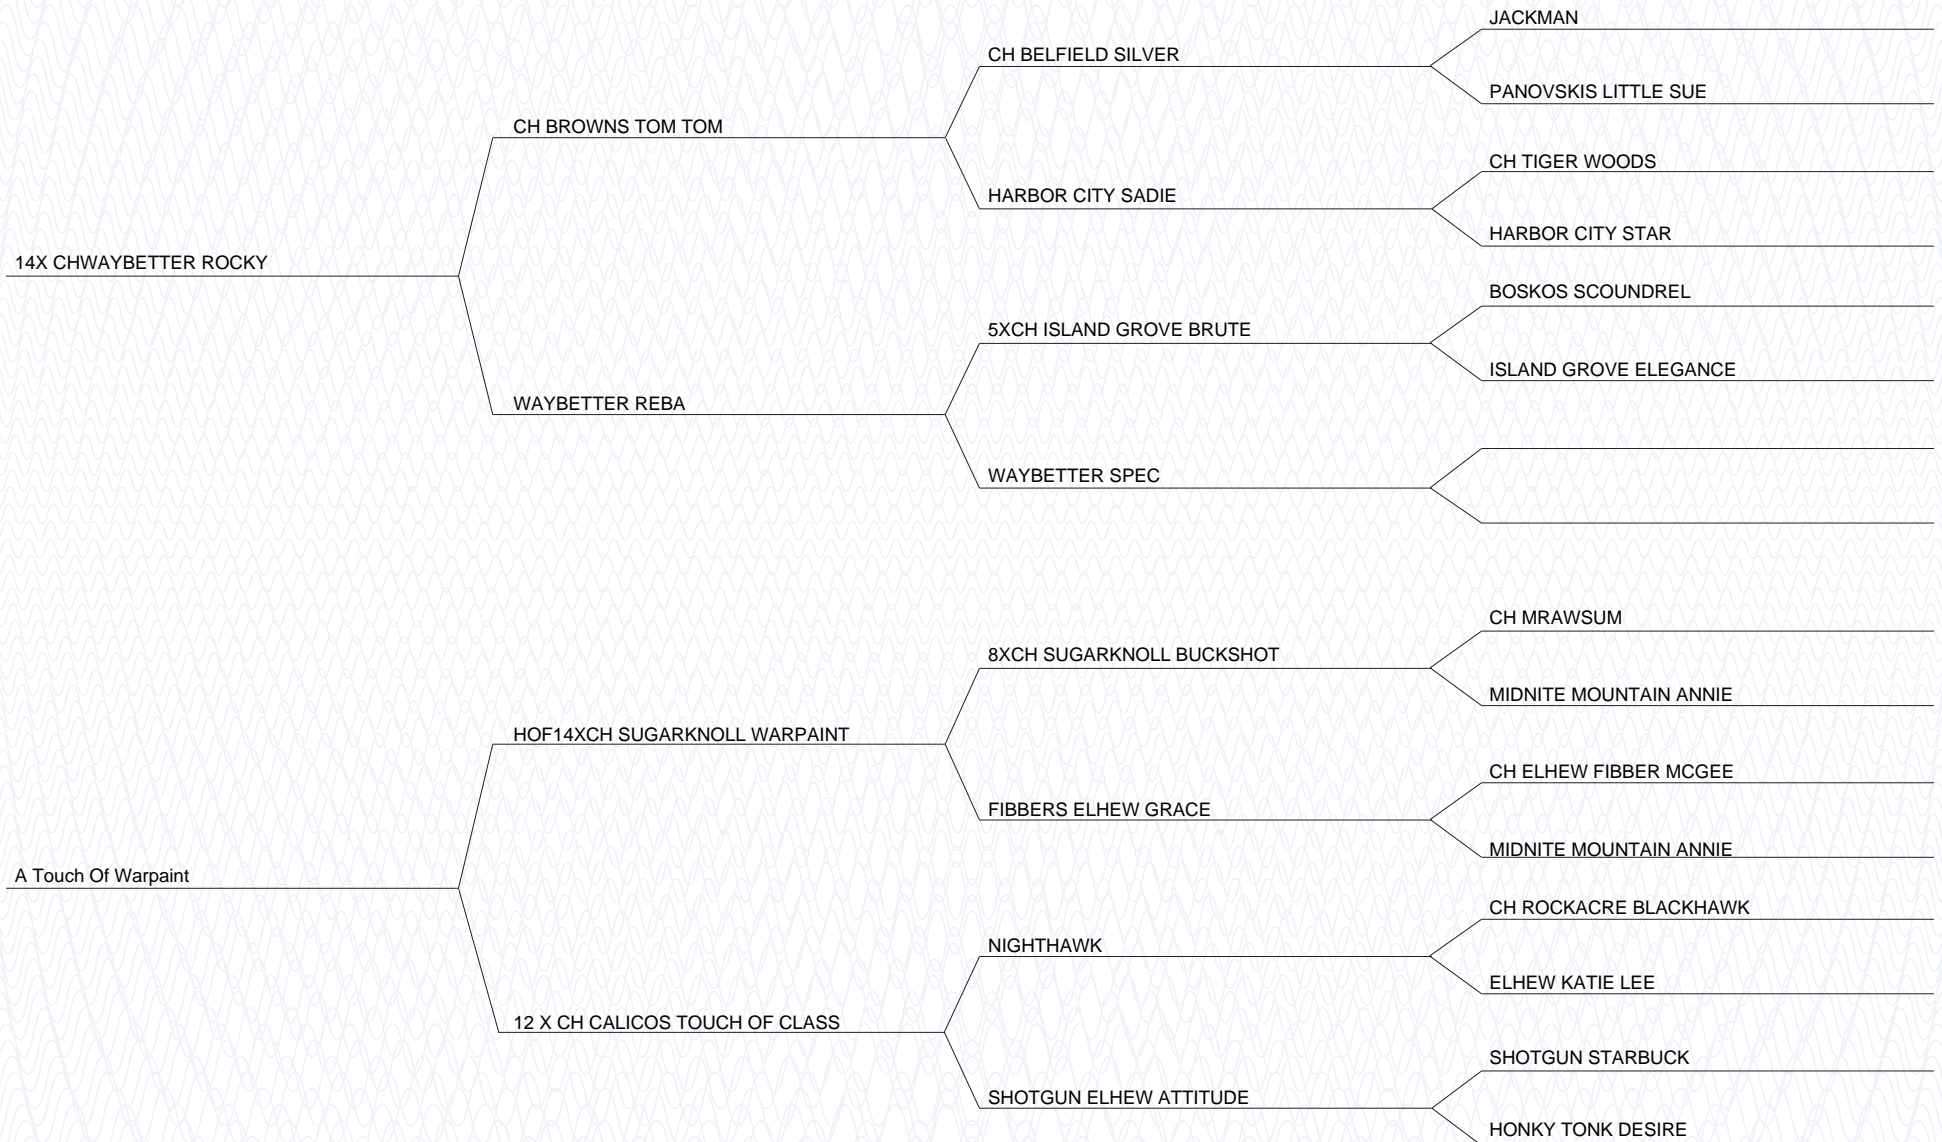 JACKMAN
CH BELFIELD SILVER
PANOVSKIS LITTLE SUE
CH BROWNS TOM TOM
CH TIGER WOODS
HARBOR CITY SADIE
HARBOR CITY STAR
14X CHWAYBETTER ROCKY
BOSKOS SCOUNDREL
5XCH ISLAND GROVE BRUTE
ISLAND GROVE ELEGANCE
WAYBETTER REBA
WAYBETTER SPEC
CH MRAWSUM
8XCH SUGARKNOLL BUCKSHOT
MIDNITE MOUNTAIN ANNIE
HOF14XCH SUGARKNOLL WARPAINT
CH ELHEW FIBBER MCGEE
FIBBERS ELHEW GRACE
MIDNITE MOUNTAIN ANNIE
A Touch Of Warpaint
CH ROCKACRE BLACKHAWK
NIGHTHAWK
ELHEW KATIE LEE
12 X CH CALICOS TOUCH OF CLASS
SHOTGUN STARBUCK
SHOTGUN ELHEW ATTITUDE
HONKY TONK DESIRE